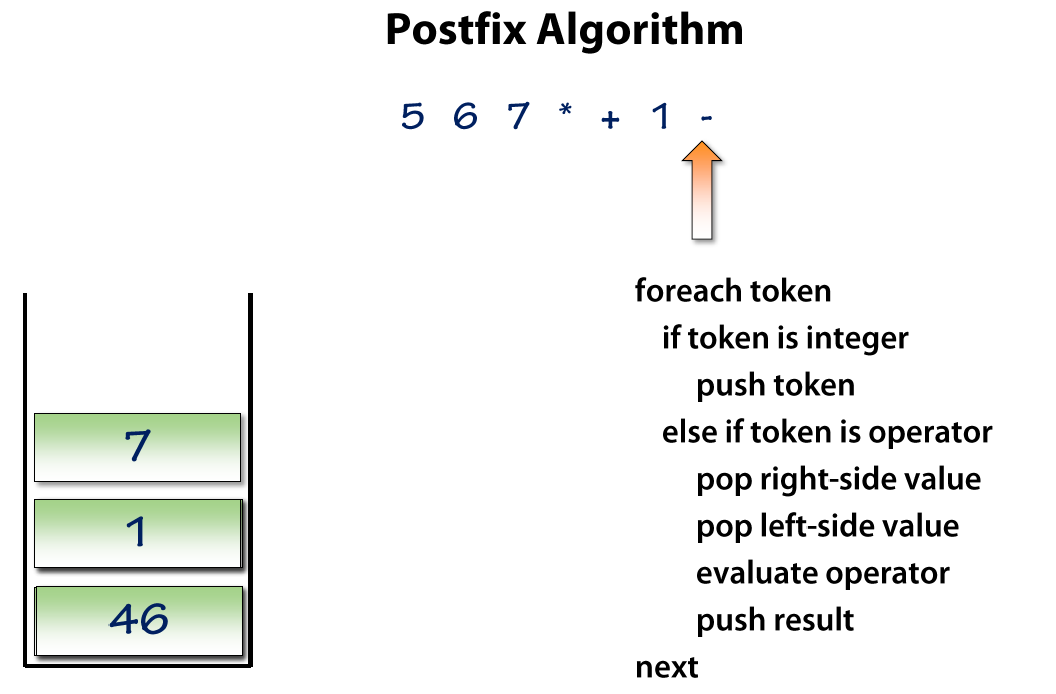 Postfix Algorithm
5 6 7 * + 1 -
7
1
46
foreach token
if token is integer
push token
else if token is operator
pop right-side value
pop left-side value
evaluate operator
push result
next